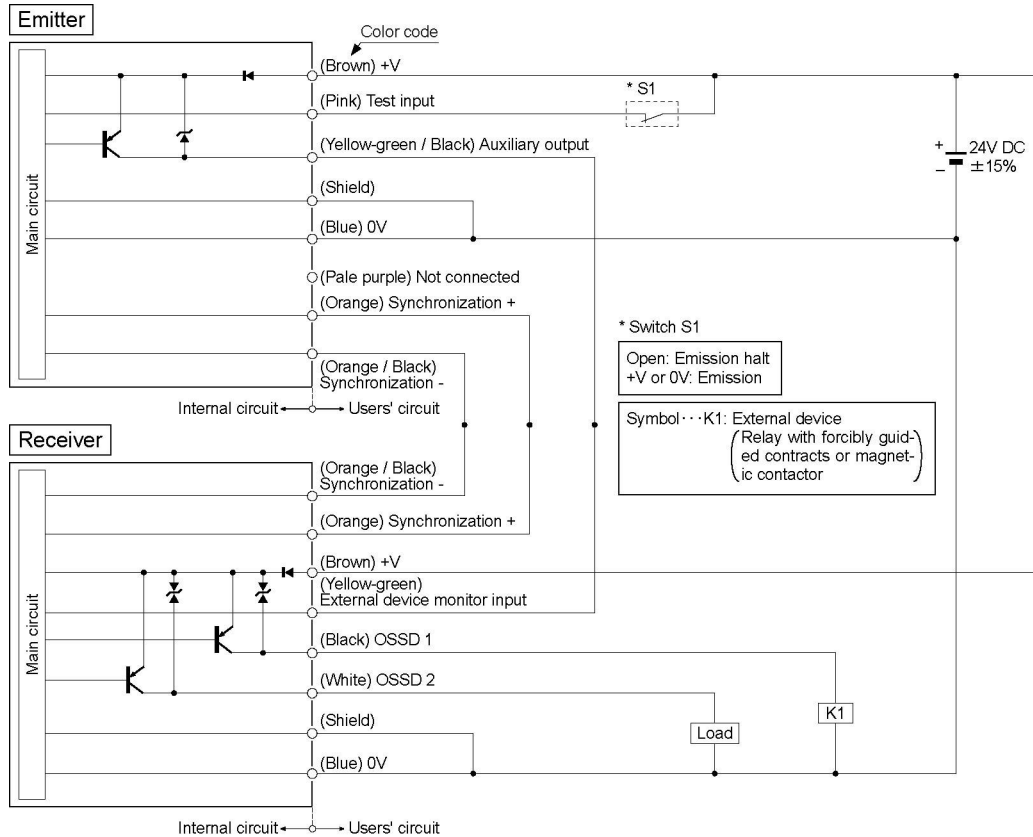 Emitter
Color code
Main circuit
(Brown) +V
(Pink) Test input
* S1
(Yellow-green / Black) Auxiliary output
+
−
24V DC
±15%
(Shield)
(Blue) 0V
(Pale purple) Not connected
(Orange) Synchronization +
(Orange / Black)
Synchronization -
Internal circuit
Users' circuit
* Switch S1
Open: Emission halt
+V or 0V: Emission
Symbol···K1: External device
(Relay with forcibly guid-
ed contracts or magnet-
ic contactor)
Receiver
Main circuit
(Orange / Black)
Synchronization -
(Orange) Synchronization +
(Brown) +V
(Yellow-green)
External device monitor input
(Black) OSSD 1
(White) OSSD 2
K1
Load
(Shield)
(Blue) 0V
Internal circuit
Users' circuit